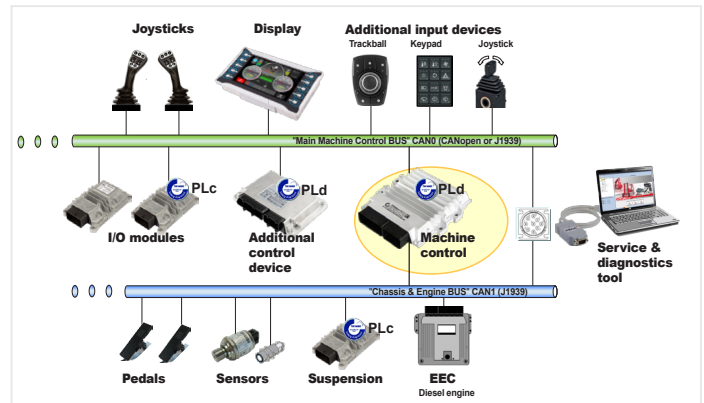 Joysticks
Display
Additional input devices
Trackball
Keypad
Joystick
"Main Machine Control BUS" CAN0 (CANopen or J1939)
PLc
PLd
PLd
I/O modules
Additional
control
device
Machine
control
Service &
diagnostics
tool
"Chassis & Engine BUS" CAN1 (J1939)
PLc
Pedals
Sensors
Suspension
EEC
Diesel engine